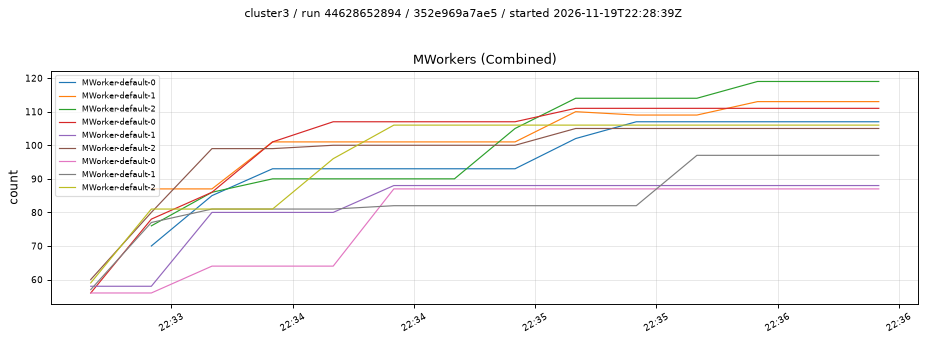 cluster3 / run 44628652894 / 352e969a7ae5 / started 2026-11-19T22:28:39Z
MWorkers (Combined)
120
110
100
90
80
70
60
count
MWorker-default-0
MWorker-default-1
MWorker-default-2
MWorker-default-0
MWorker-default-1
MWorker-default-2
MWorker-default-0
MWorker-default-1
MWorker-default-2
22:33
22:34
22:34
22:35
22:35
22:36
22:36